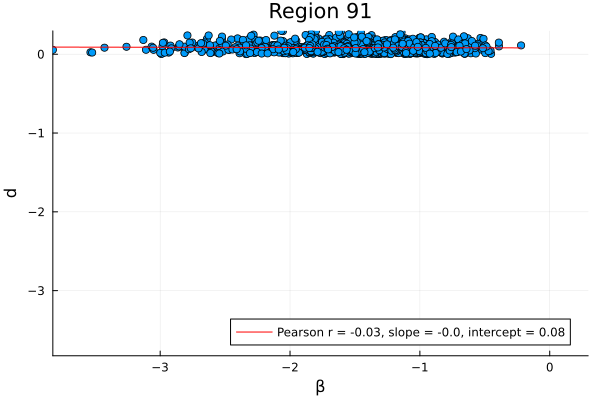 Region 91
0
−1
−2
−3
d
−3
−2
−1
0
β
Pearson r = -0.03, slope = -0.0, intercept = 0.08